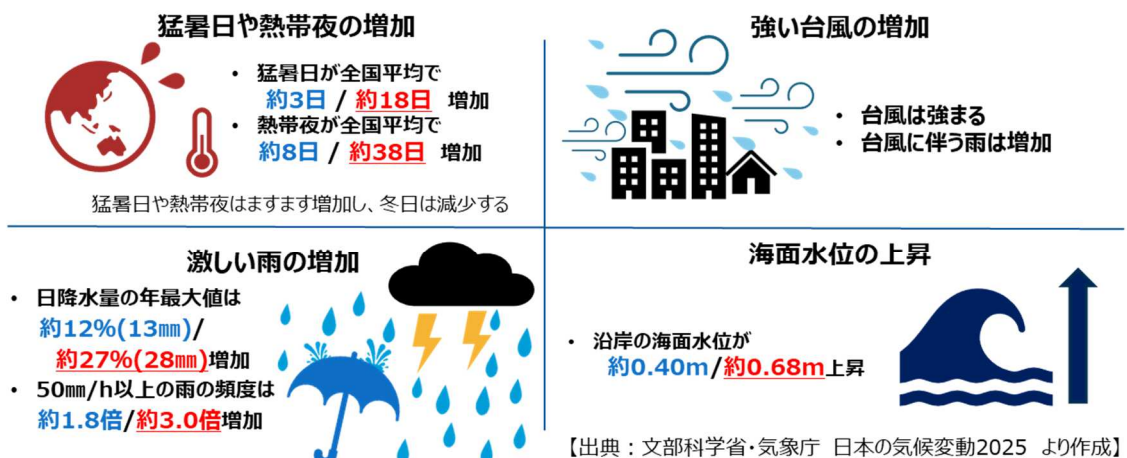 猛暑日や熱帯夜の増加
• 猛暑日が全国平均で
約3日 / 約18日 増加
• 熱帯夜が全国平均で
約8日 / 約38日 増加
猛暑日や熱帯夜はますます増加し、冬日は減少する
強い台風の増加
• 台風は強まる
• 台風に伴う雨は増加
激しい雨の増加
• 日降水量の年最大値は
約12%(13㎜)/
約27%(28㎜)増加
• 50㎜/h以上の雨の頻度は
約1.8倍/約3.0倍増加
海面水位の上昇
• 沿岸の海面水位が
約0.40m/約0.68m上昇
【出典：文部科学省・気象庁 日本の気候変動2025 より作成】